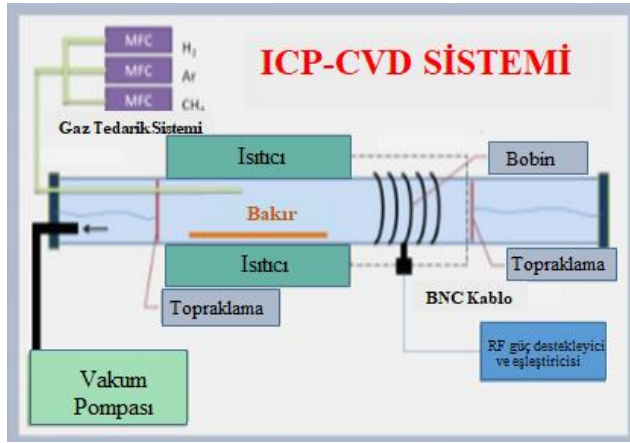 MFC H₂
ICP-CVD SİSTEMİ
MFC Ar
MFC CH₄
Gaz Tedarik Sistemi
Isıtıcı
Bobin
Bakır
Isıtıcı
Topraklama
Topraklama
BNC Kablo
RF güç destekleyici
ve eşleştiricisi
Vakum
Pompası